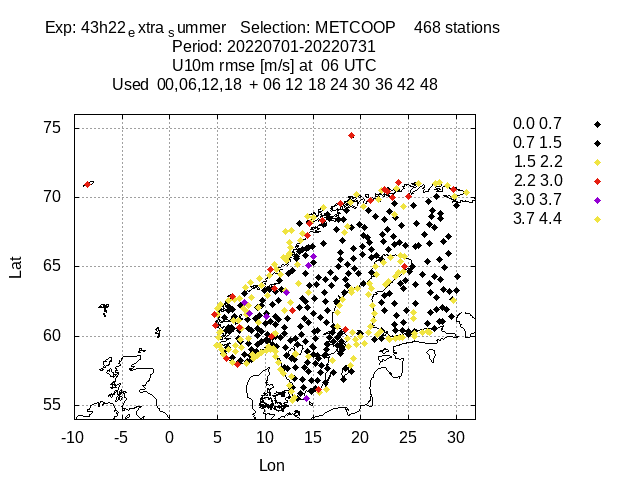 Exp: 43h22 e xtra s ummer   Selection: METCOOP    468 stations
Period: 20220701-20220731
U10m rmse [m/s] at  06 UTC
Used  00,06,12,18  + 06 12 18 24 30 36 42 48
75
70
65
60
55
Lat
-10 -5 0 5 10 15 20 25 30
Lon
0.0 0.7
0.7 1.5
1.5 2.2
2.2 3.0
3.0 3.7
3.7 4.4